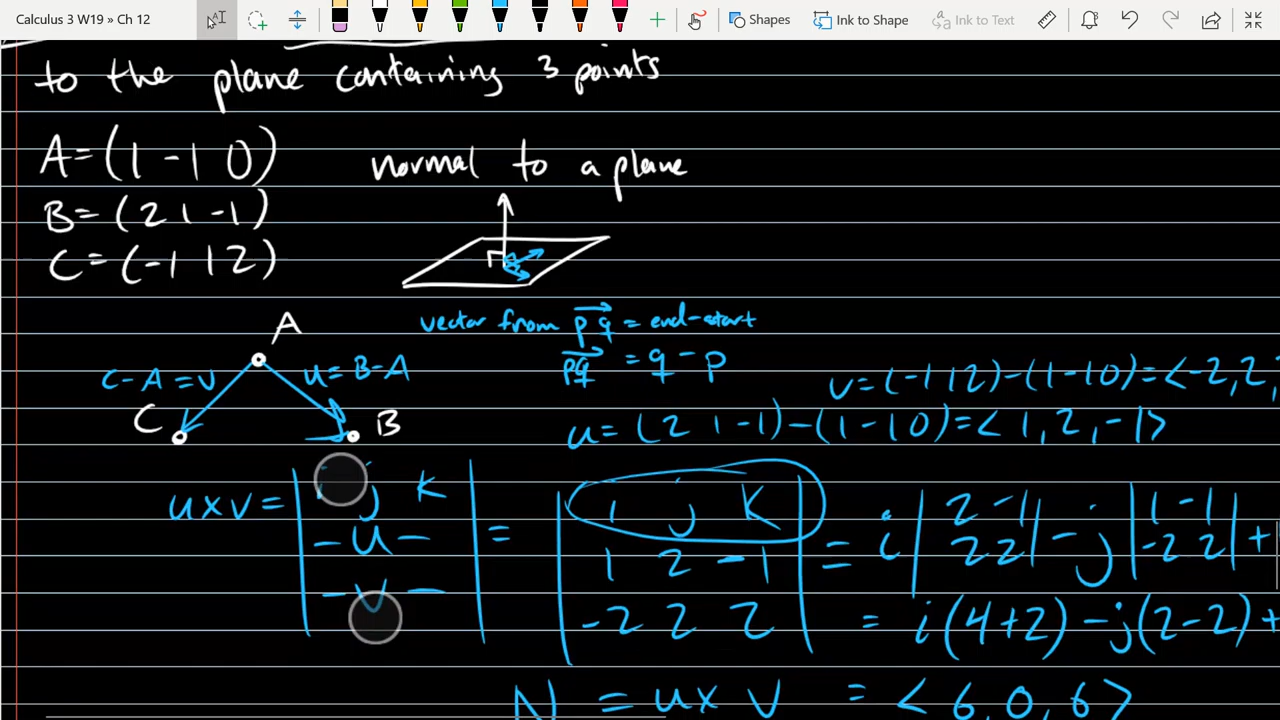 Calculus 3 W19 » Ch 12
Shapes
Ink to Shape
Ink to Text
to the plane containing 3 points
A=(1 -1 0)
normal to a plane
B=(2 1 -1)
C=(-1 1 2)
A
vector from pq = end-start
C-A=v
u=B-A
pq = q - p
v=(-1 1 2)-(1 -1 0)=<-2,2,
C
B
u=(2 1 -1)-(1 -1 0)=<1,2,-1>
uxv= | i j k | = | i j k | = i | 2 -1 | - j | 1 -1 | +
-u- 1 2 -1 2 2 -2 2
-v- -2 2 2 = i(4+2)-j(2-2)+
N = u x v = <6,0,6>